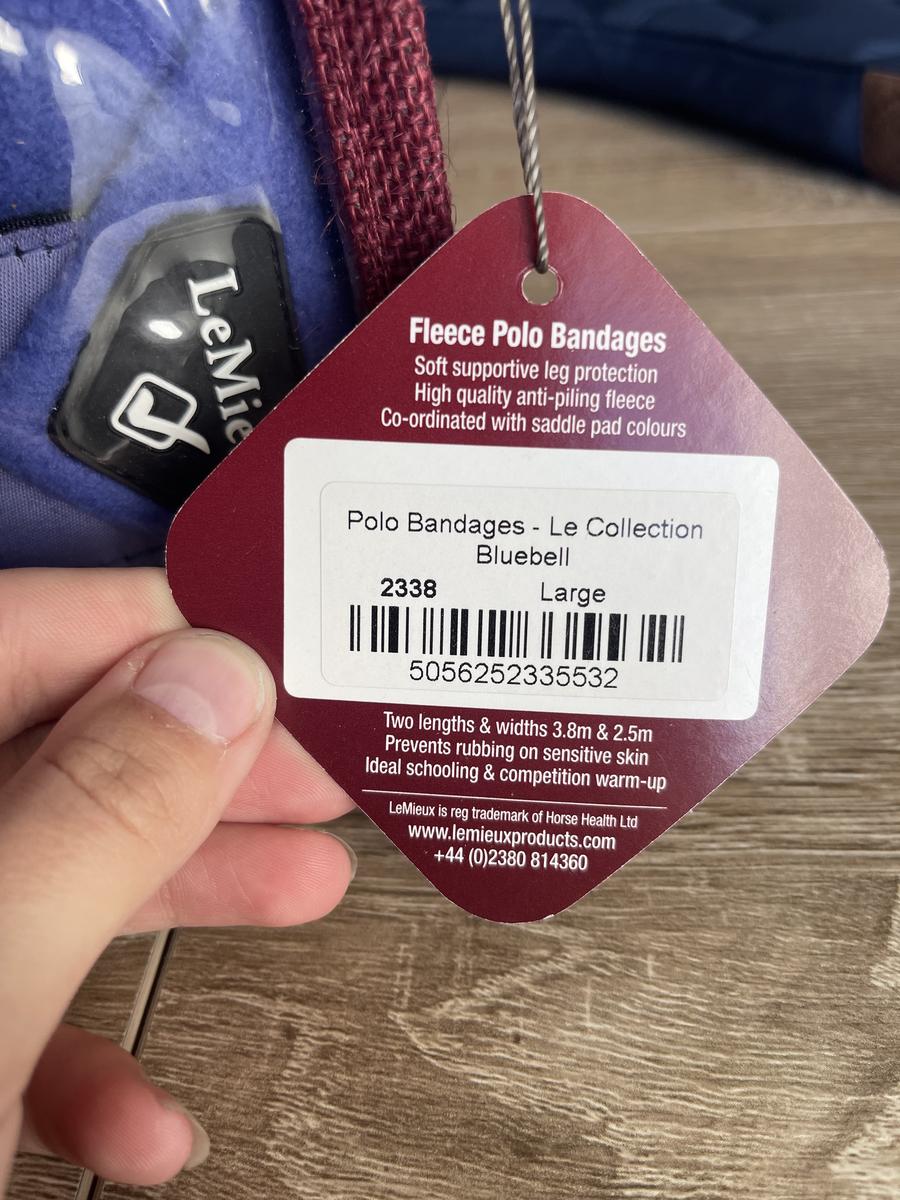 LeMie
Fleece Polo Bandages
Soft supportive leg protection
High quality anti-piling fleece
Co-ordinated with saddle pad colours
Polo Bandages - Le Collection
Bluebell
2338 Large
5056252335532
Two lengths & widths 3.8m & 2.5m
Prevents rubbing on sensitive skin
Ideal schooling & competition warm-up
LeMieux is reg trademark of Horse Health Ltd
www.lemieuxproducts.com
+44 (0)2380 814360